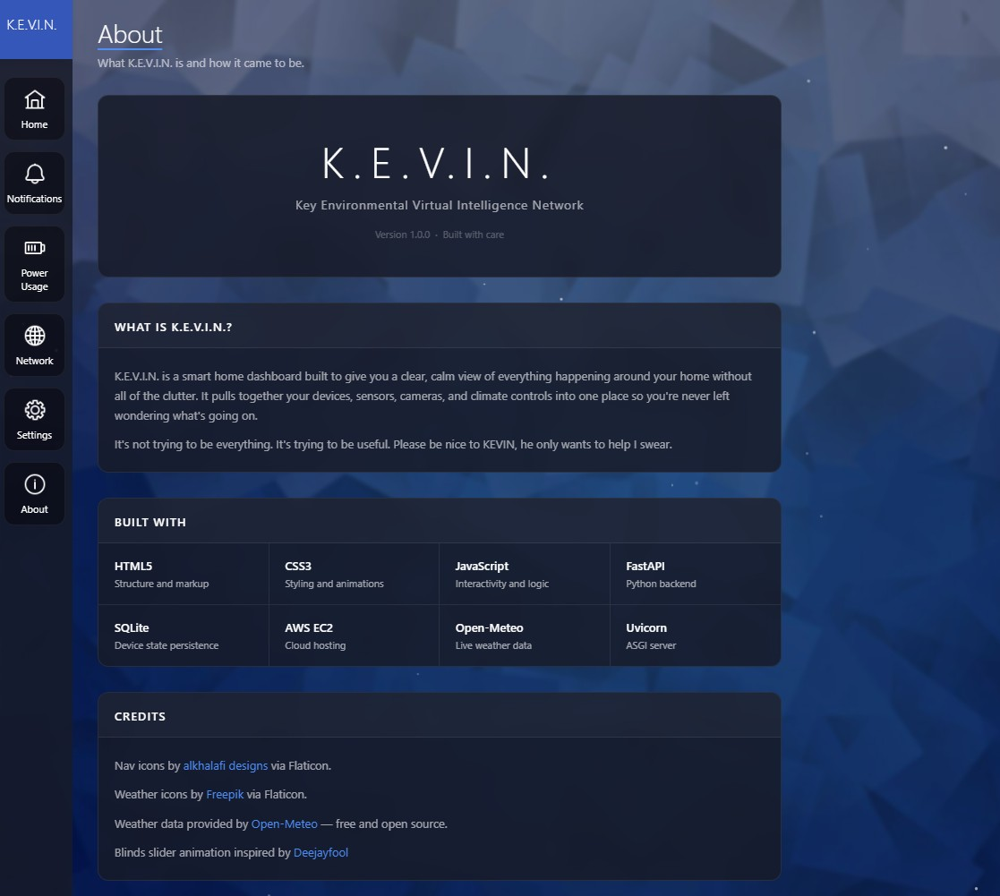 K.E.V.I.N.
Home
Notifications
Power
Usage
Network
Settings
About
About
What K.E.V.I.N. is and how it came to be.
K.E.V.I.N.
Key Environmental Virtual Intelligence Network
Version 1.0.0 · Built with care
WHAT IS K.E.V.I.N.?
K.E.V.I.N. is a smart home dashboard built to give you a clear, calm view of everything happening around your home without
all of the clutter. It pulls together your devices, sensors, cameras, and climate controls into one place so you're never left
wondering what's going on.
It's not trying to be everything. It's trying to be useful. Please be nice to KEVIN, he only wants to help I swear.
BUILT WITH
HTML5
Structure and markup
CSS3
Styling and animations
JavaScript
Interactivity and logic
FastAPI
Python backend
SQLite
Device state persistence
AWS EC2
Cloud hosting
Open-Meteo
Live weather data
Uvicorn
ASGI server
CREDITS
Nav icons by alkhalafi designs via Flaticon.
Weather icons by Freepik via Flaticon.
Weather data provided by Open-Meteo — free and open source.
Blinds slider animation inspired by Deejayfool